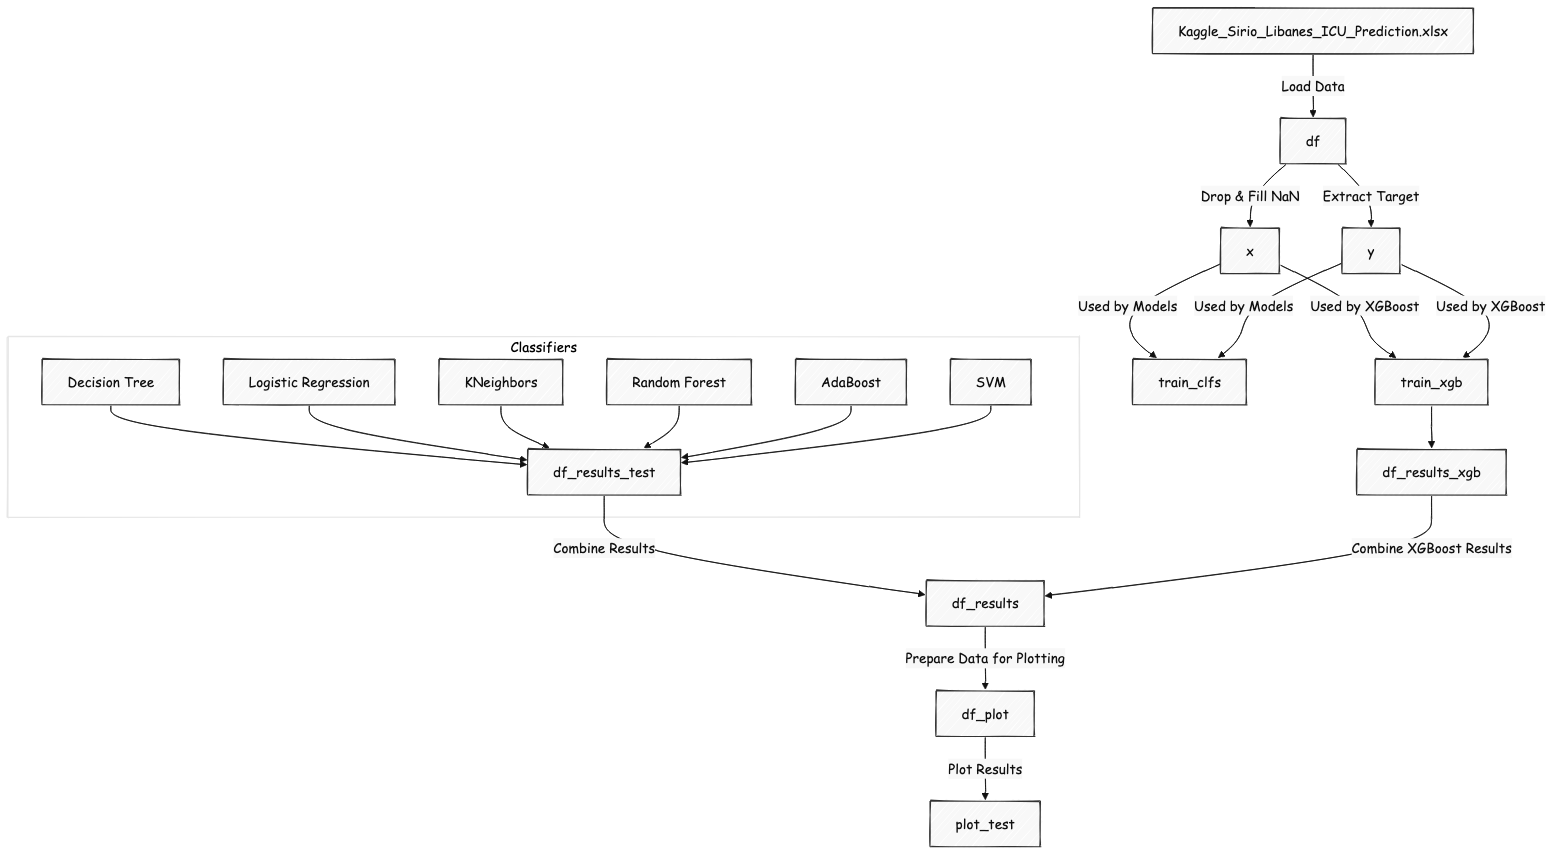 Kaggle_Sirio_Libanes_ICU_Prediction.xlsx
Load Data
df
Drop & Fill NaN
Extract Target
x
y
Used by Models
Used by Models
Used by XGBoost
Used by XGBoost
Classifiers
Decision Tree
Logistic Regression
KNeighbors
Random Forest
AdaBoost
SVM
train_clfs
train_xgb
df_results_test
df_results_xgb
Combine Results
Combine XGBoost Results
df_results
Prepare Data for Plotting
df_plot
Plot Results
plot_test